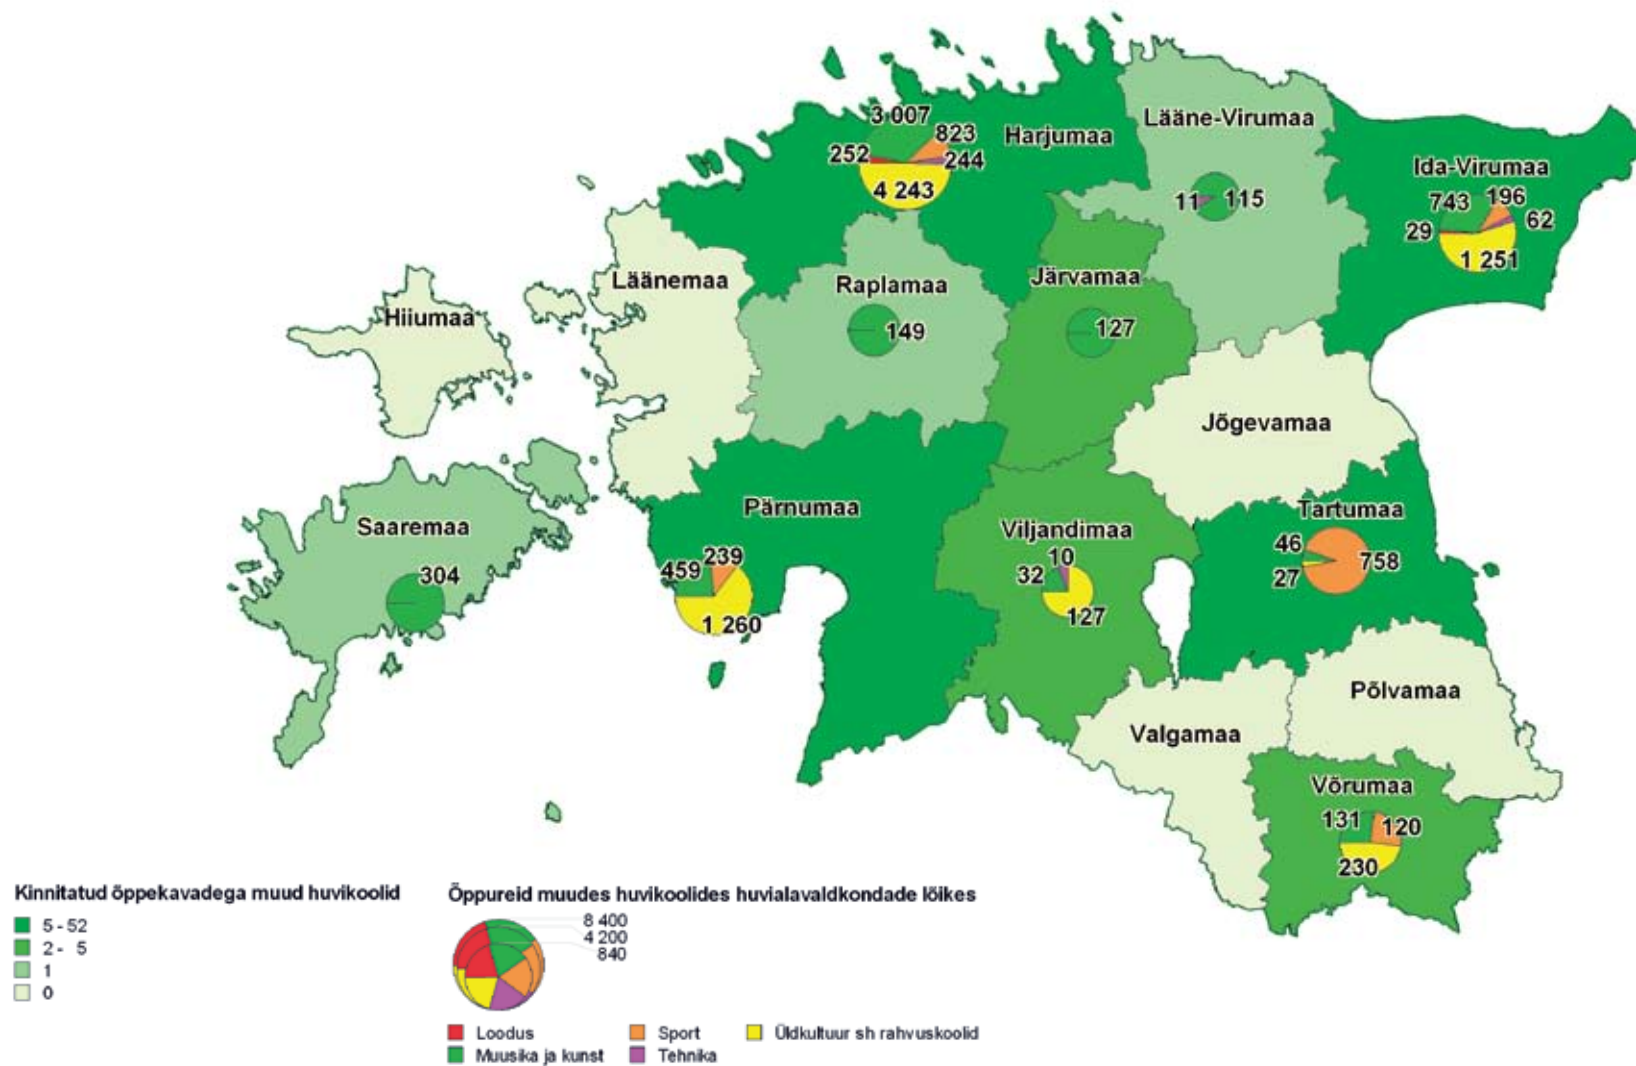 3 007
823
Harjumaa
Lääne-Virumaa
252
244
4 243
Ida-Virumaa
11
115
743
196
62
29
1 251
Läänemaa
Raplamaa
Järvamaa
Hiiumaa
149
127
Jõgevamaa
Pärnumaa
Tartumaa
Saaremaa
Viljandimaa
304
459
239
10
32
46
758
27
1 260
127
Põlvamaa
Valgamaa
Võrumaa
131
120
230
Kinnitatud õppekavadega muud huvikoolid
5 - 52
2 - 5
1
0
Õppureid muudes huvikoolides huvialavaldkondade lõikes
8 400
4 200
840
Loodus
Sport
Üldkultuur sh rahvuskoolid
Muusika ja kunst
Tehnika